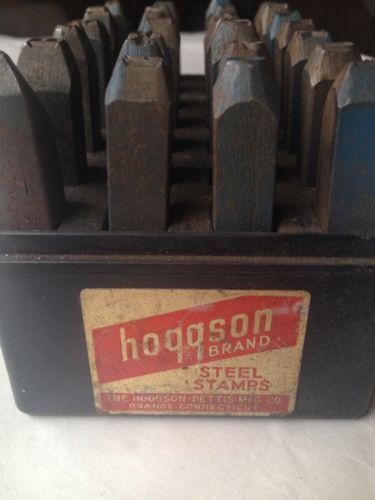 hoggson
BRAND
STEEL
STAMPS
THE HOGGSON-PETTIS MFG. CO.
ORANGE, CONNECTICUT